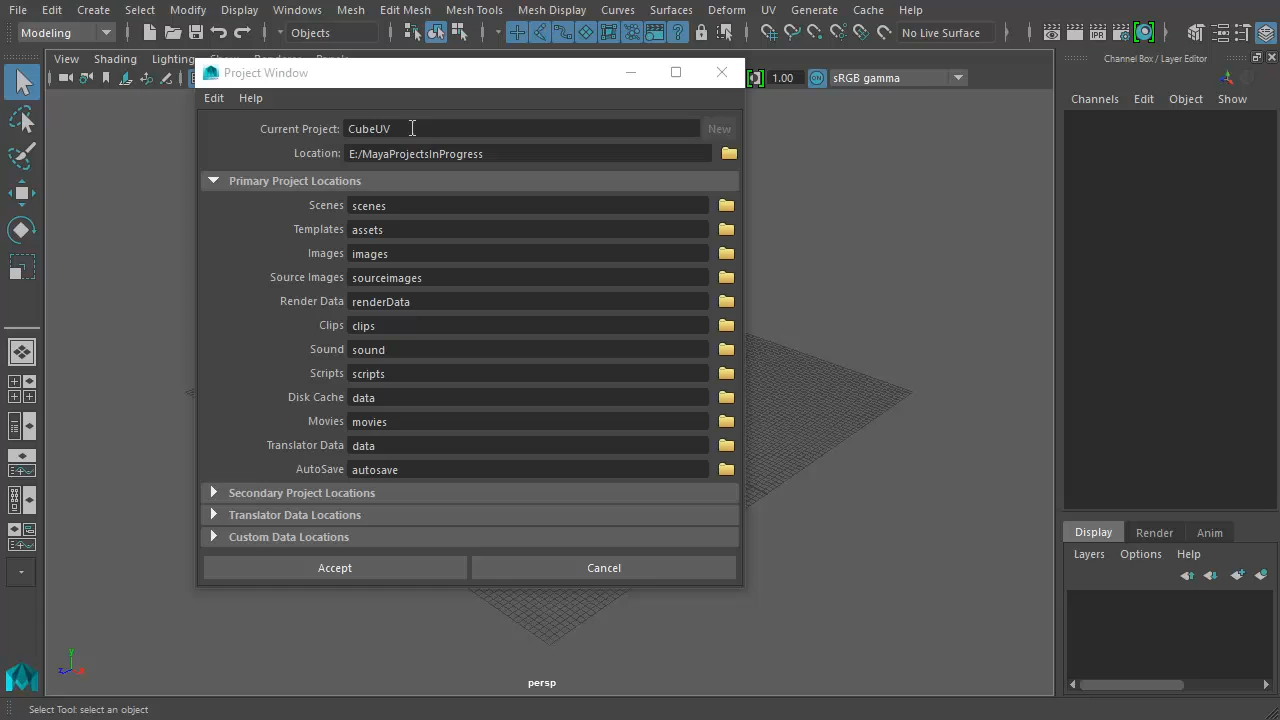 File Edit Create Select Modify Display Windows Mesh Edit Mesh Mesh Tools Mesh Display Curves Surfaces Deform UV Generate Cache Help
Modeling Objects No Live Surface
View Shading Lighting
Project Window
1.00 sRGB gamma
Channel Box / Layer Editor
Edit Help
Channels Edit Object Show
Current Project: CubeUV New
Location: E:/MayaProjectsInProgress
Primary Project Locations
Scenes scenes
Templates assets
Images images
Source Images sourceimages
Render Data renderData
Clips clips
Sound sound
Scripts scripts
Disk Cache data
Movies movies
Translator Data data
AutoSave autosave
Secondary Project Locations
Translator Data Locations
Custom Data Locations
Accept Cancel
Display Render Anim
Layers Options Help
persp
Select Tool: select an object